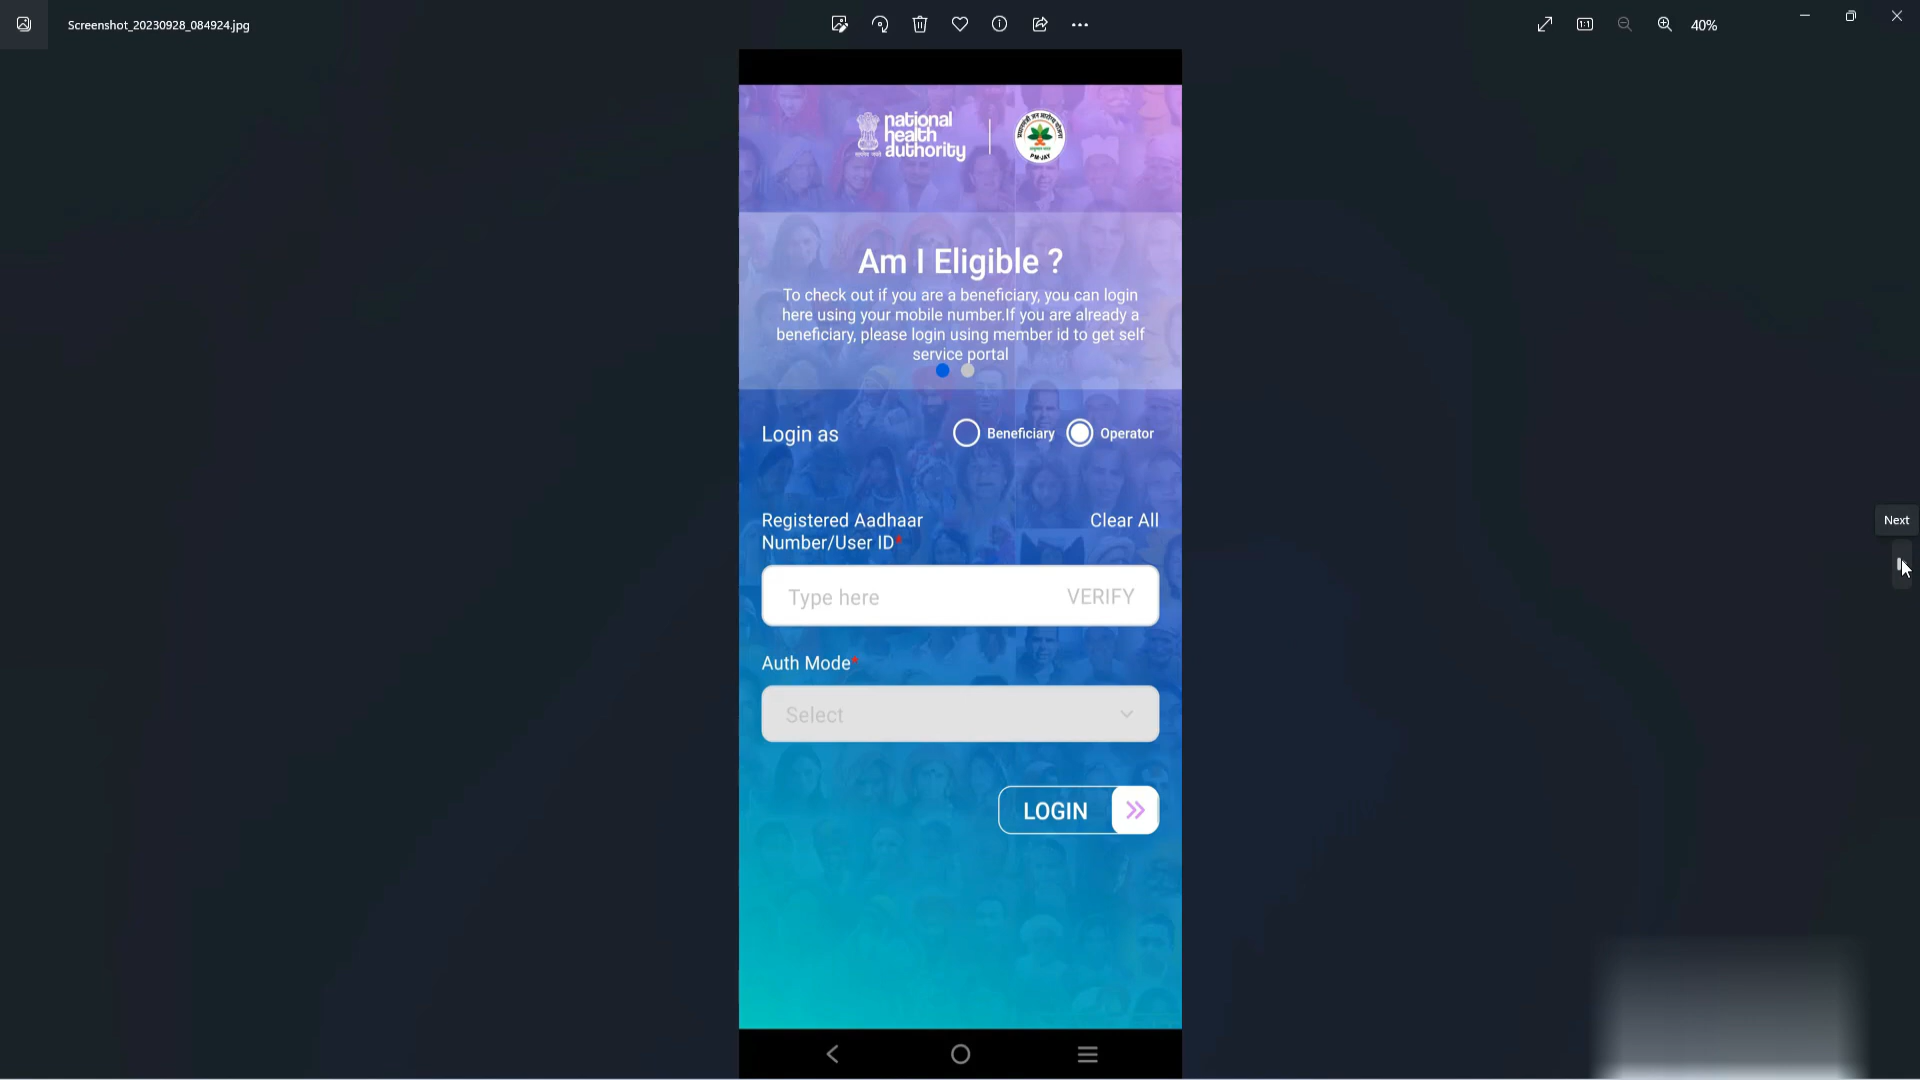 Screenshot_20230928_084924.jpg
40%
national
health
authority
PM-JAY
Am I Eligible ?
To check out if you are a beneficiary, you can login
here using your mobile number.If you are already a
beneficiary, please login using member id to get self
service portal
Login as
Beneficiary
Operator
Registered Aadhaar
Number/User ID*
Clear All
Type here
VERIFY
Auth Mode*
Select
LOGIN
Next